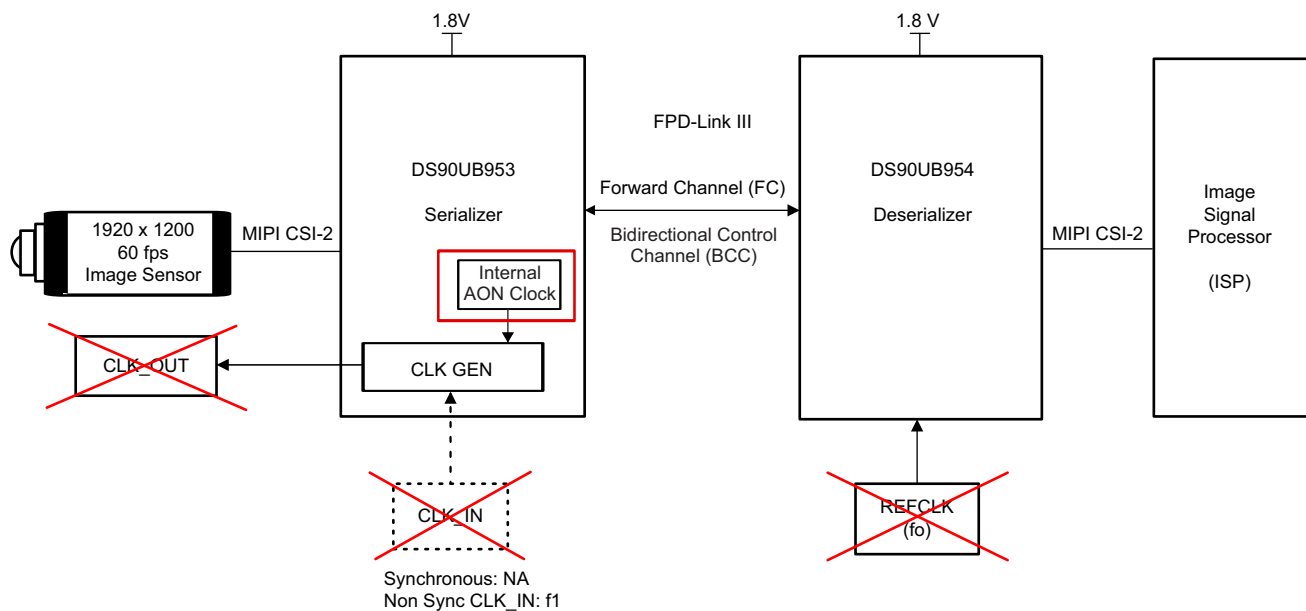 1.8V
1.8 V
DS90UB953
Serializer
FPD-Link III
DS90UB954
Deserializer
Forward Channel (FC)
Bidirectional Control
Channel (BCC)
1920 x 1200
60 fps
Image Sensor
MIPI CSI-2
MIPI CSI-2
Image
Signal
Processor
(ISP)
Internal
AON Clock
CLK_OUT
CLK GEN
CLK_IN
REFCLK
(fo)
Synchronous: NA
Non Sync CLK_IN: f1